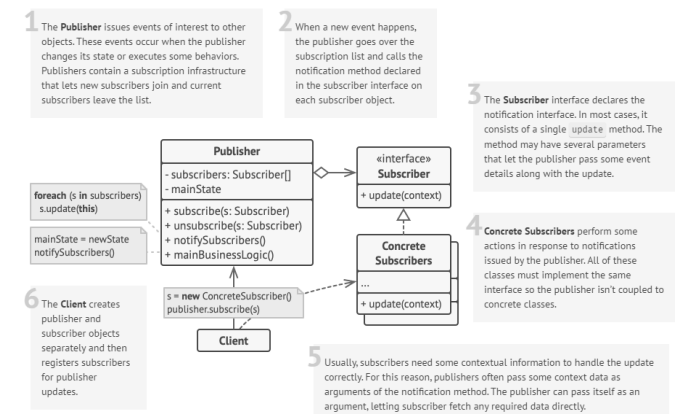 1
The Publisher issues events of interest to other
objects. These events occur when the publisher
changes its state or executes some behaviors.
Publishers contain a subscription infrastructure
that lets new subscribers join and current
subscribers leave the list.
2
When a new event happens,
the publisher goes over the
subscription list and calls the
notification method declared
in the subscriber interface on
each subscriber object.
3
The Subscriber interface declares the
notification interface. In most cases, it
consists of a single update method. The
method may have several parameters
that let the publisher pass some event
details along with the update.
Publisher
- subscribers: Subscriber[]
- mainState
+ subscribe(s: Subscriber)
+ unsubscribe(s: Subscriber)
+ notifySubscribers()
+ mainBusinessLogic()
«interface»
Subscriber
+ update(context)
foreach (s in subscribers)
s.update(this)
mainState = newState
notifySubscribers()
4
Concrete Subscribers perform some
actions in response to notifications
issued by the publisher. All of these
classes must implement the same
interface so the publisher isn't coupled to
concrete classes.
Concrete
Subscribers
...
+ update(context)
s = new ConcreteSubscriber()
publisher.subscribe(s)
Client
6
The Client creates
publisher and
subscriber objects
separately and then
registers subscribers
for publisher
updates.
5
Usually, subscribers need some contextual information to handle the update
correctly. For this reason, publishers often pass some context data as
arguments of the notification method. The publisher can pass itself as an
argument, letting subscriber fetch any required data directly.